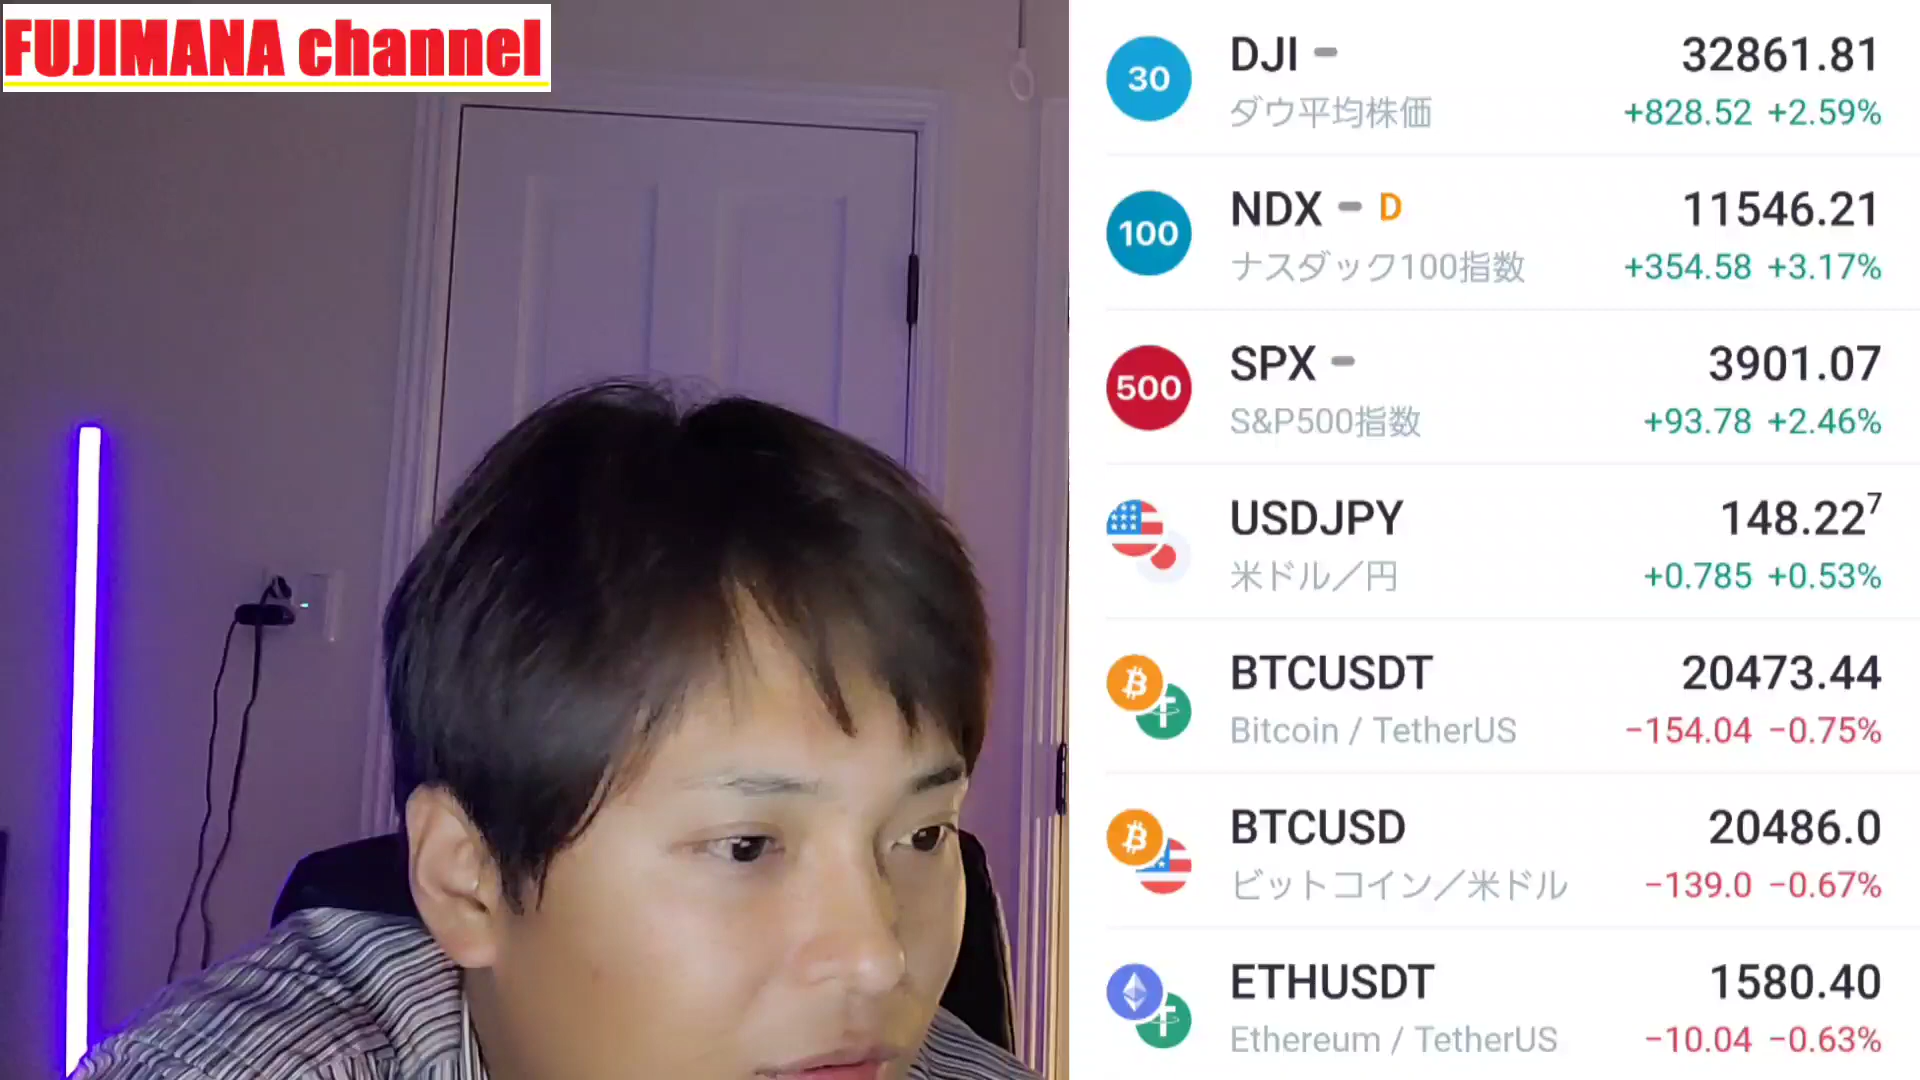 FUJIMANA channel
30
DJI
32861.81
ダウ平均株価
+828.52 +2.59%
100
NDX D
11546.21
ナスダック100指数
+354.58 +3.17%
500
SPX
3901.07
S&P500指数
+93.78 +2.46%
USDJPY
148.227
米ドル/円
+0.785 +0.53%
BTCUSDT
20473.44
Bitcoin / TetherUS
−154.04 −0.75%
BTCUSD
20486.0
ビットコイン/米ドル
−139.0 −0.67%
ETHUSDT
1580.40
Ethereum / TetherUS
−10.04 −0.63%